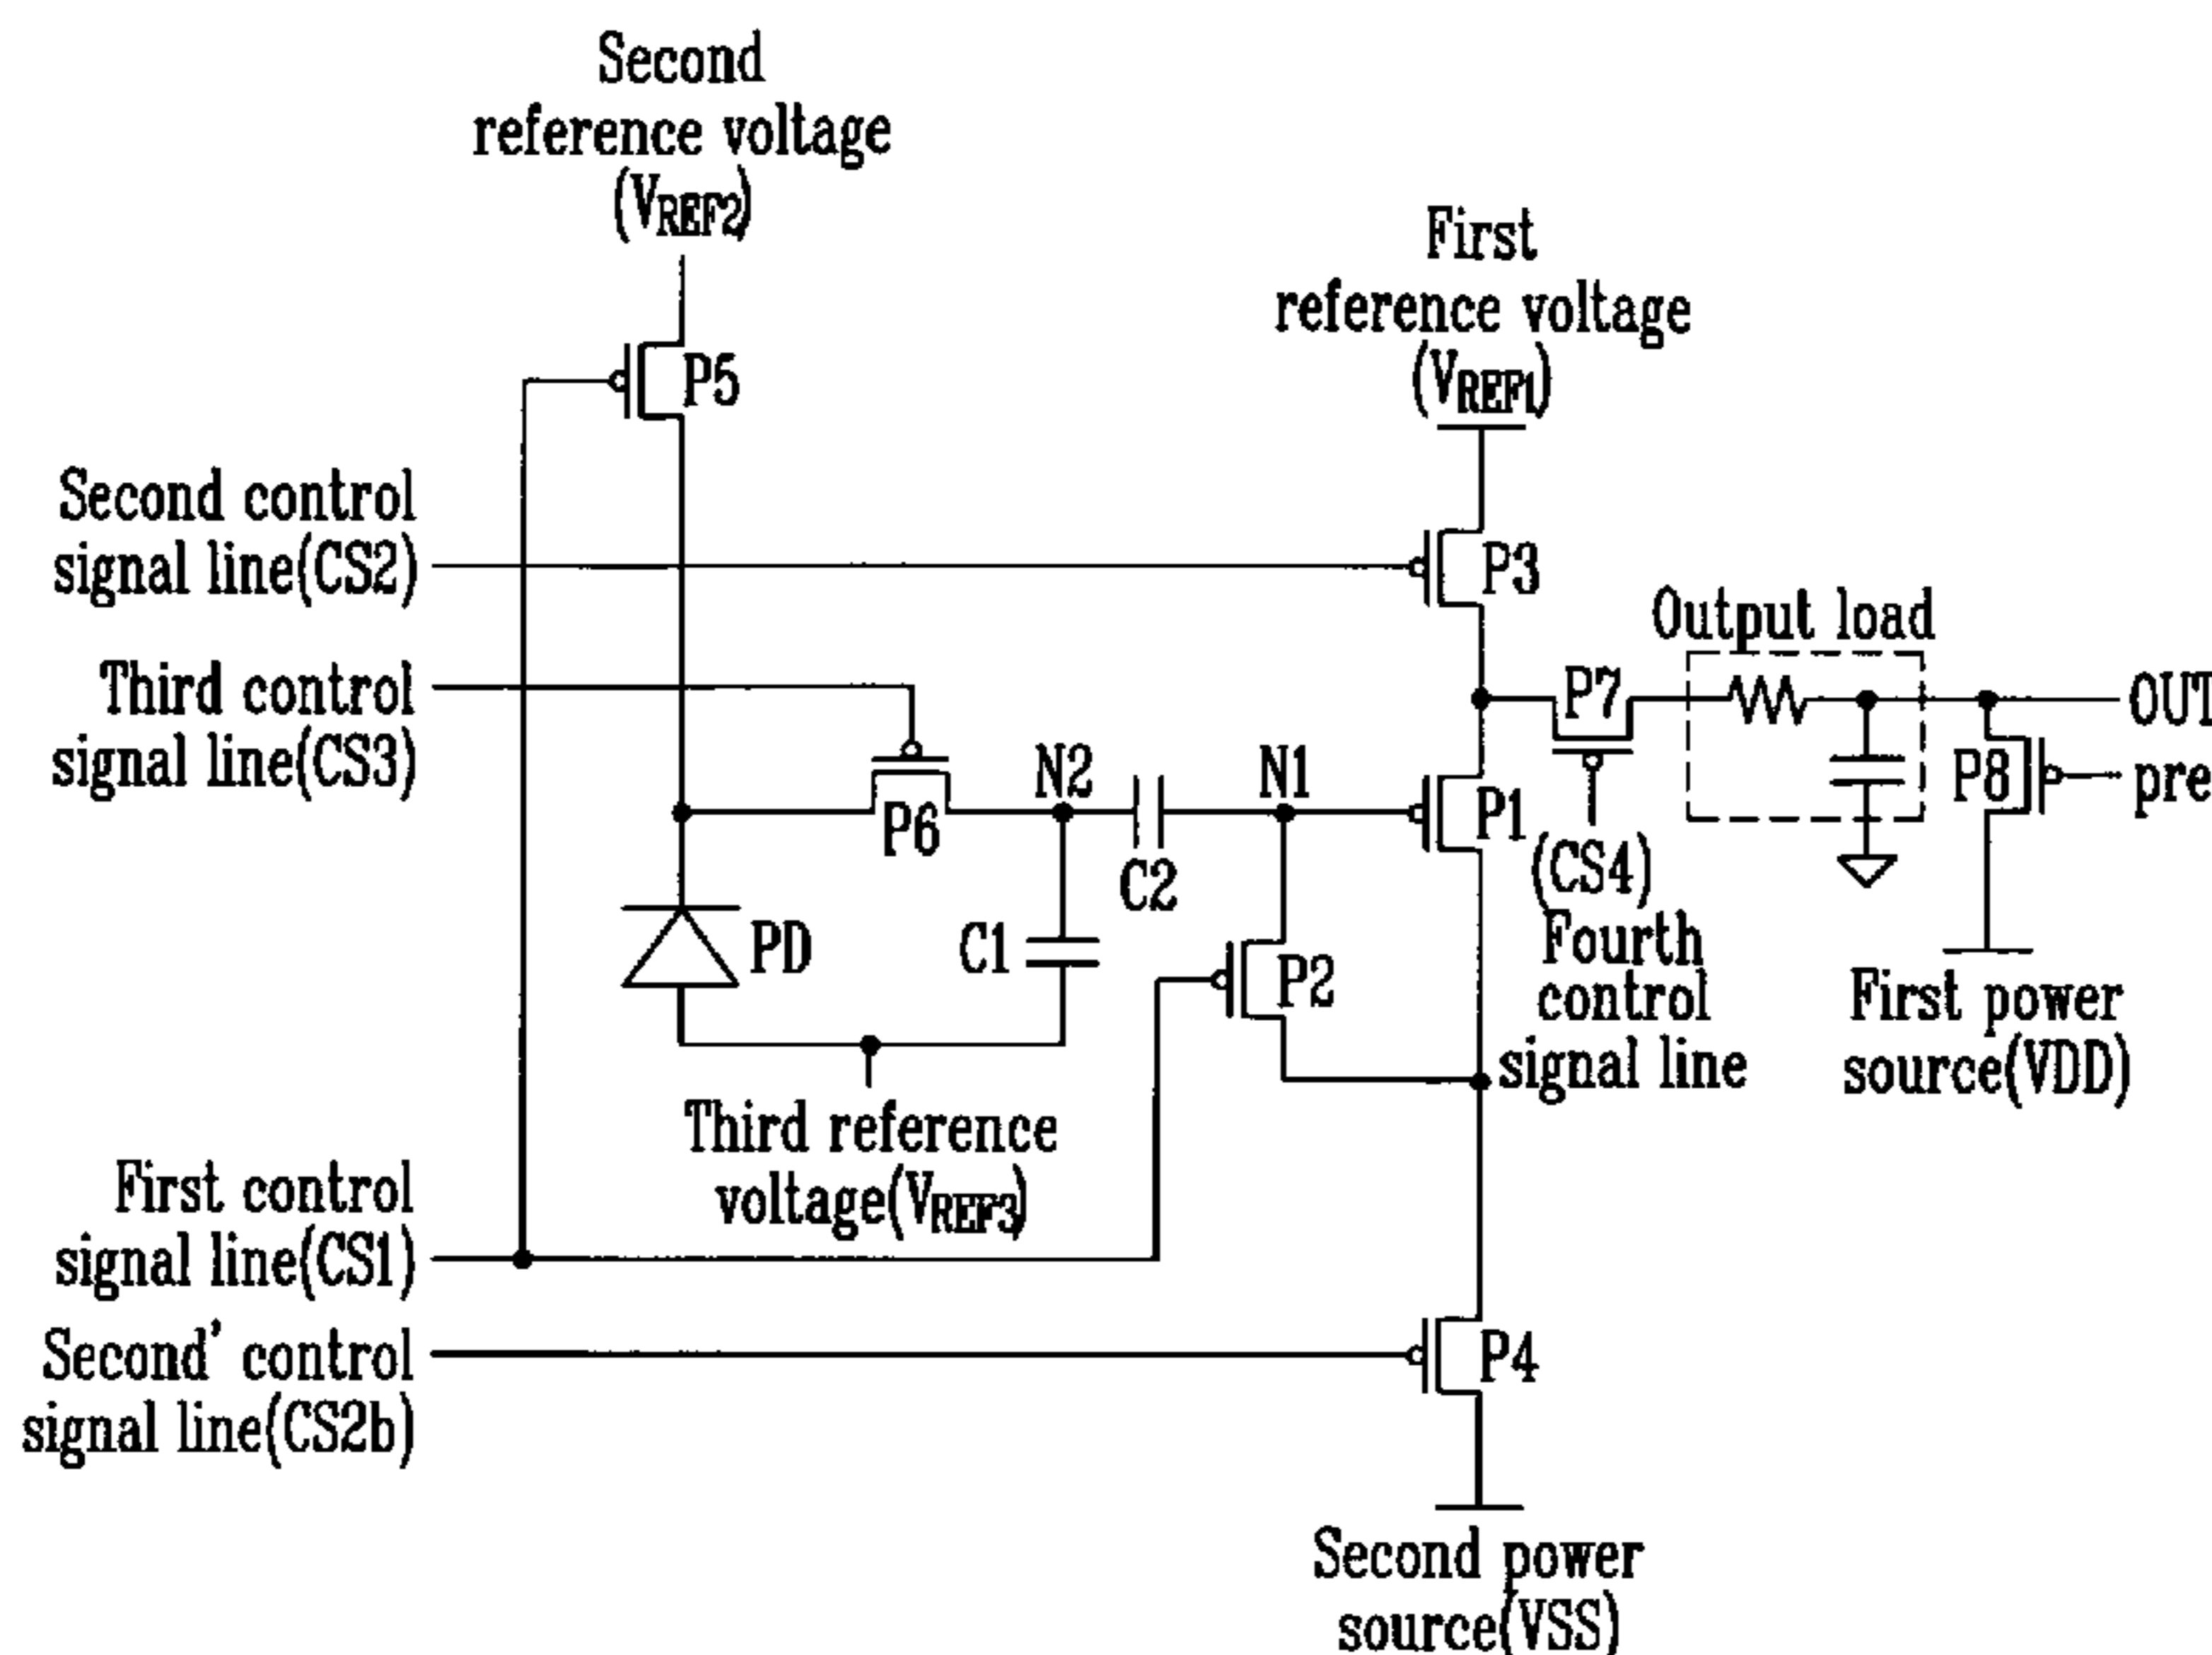 Second
reference voltage
(VREF2)
First
reference voltage
(VREF1)
P5
Second control
signal line(CS2)
P3
Output load
Third control
signal line(CS3)
P7
OUT
P6
N2
N1
C2
P1
P8
pre
(CS4)
Fourth
control
signal line
PD
C1
P2
First power
source(VDD)
Third reference
voltage(VREF3)
First control
signal line(CS1)
Second' control
signal line(CS2b)
P4
Second power
source(VSS)